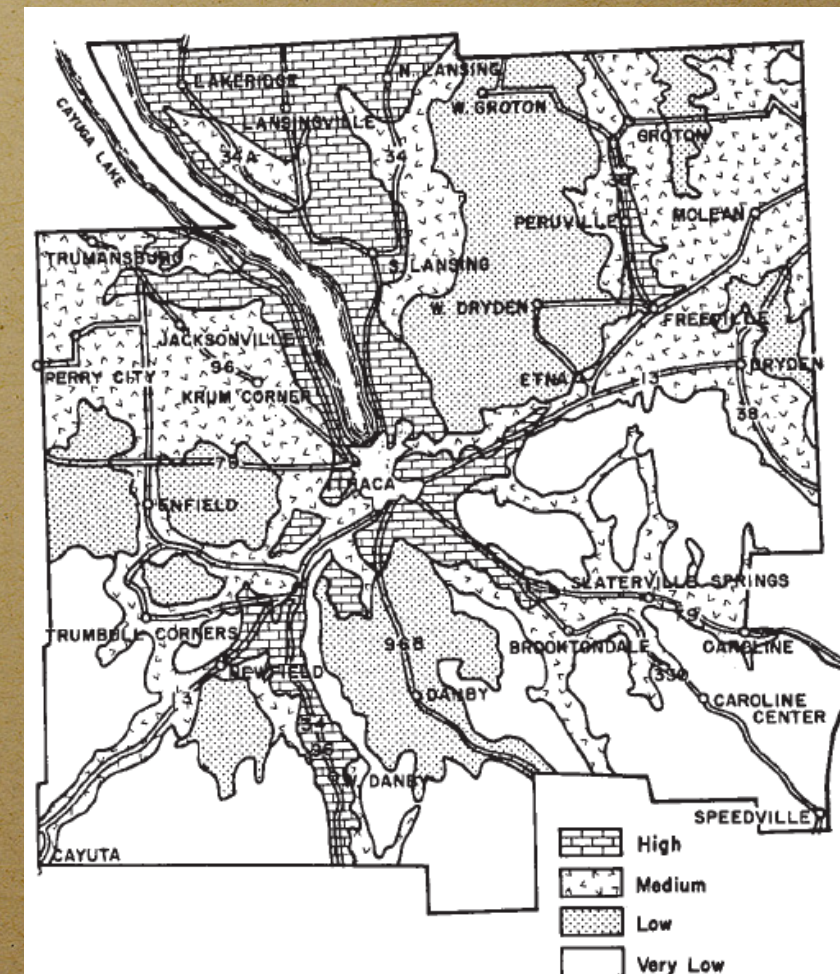 LAKERIDGE
N. LANSING
W. GROTON
LANSINGVILLE
CAYUGA LAKE
GROTON
34A
34
38
PERUVILLE
MCLEAN
TRUMANSBURG
S. LANSING
W. DRYDEN
FREEVILLE
JACKSONVILLE
96
PERRY CITY
KRUM CORNER
ETNA
13
DRYDEN
38
79
ITHACA
ENFIELD
SLATERVILLE SPRINGS
79
TRUMBULL CORNERS
96B
BROOKTONDALE
CAROLINE
NEWFIELD
330
DANBY
CAROLINE
CENTER
34
96
W. DANBY
SPEEDVILLE
CAYUTA
High
Medium
Low
Very Low